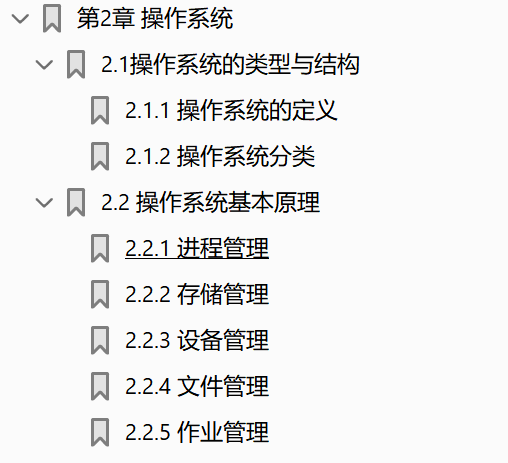 第2章 操作系统
2.1操作系统的类型与结构
2.1.1 操作系统的定义
2.1.2 操作系统分类
2.2 操作系统基本原理
2.2.1 进程管理
2.2.2 存储管理
2.2.3 设备管理
2.2.4 文件管理
2.2.5 作业管理